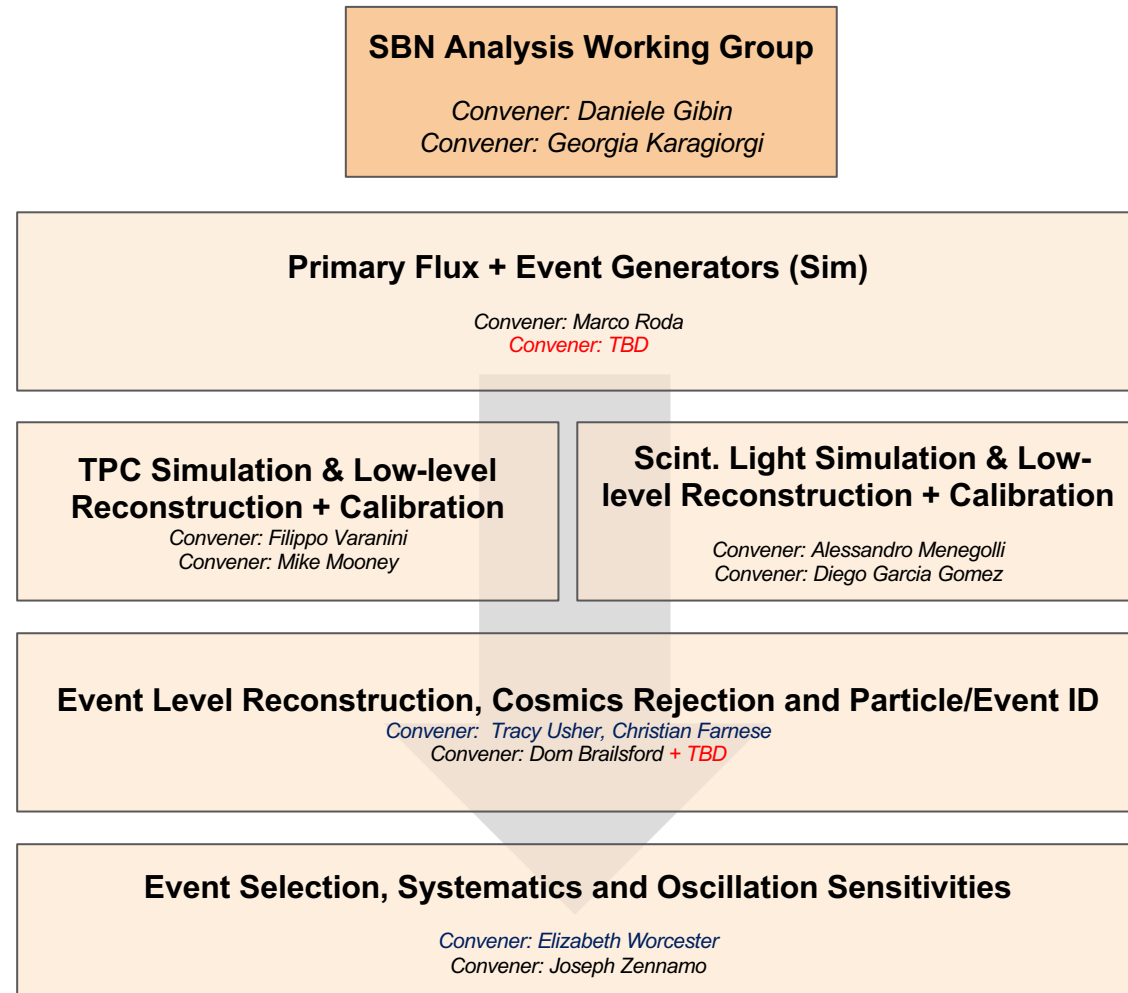 SBN Analysis Working Group
Convener: Daniele Gibin
Convener: Georgia Karagiorgi
Primary Flux + Event Generators (Sim)
Convener: Marco Roda
Convener: TBD
TPC Simulation & Low-level
Reconstruction + Calibration
Convener: Filippo Varanini
Convener: Mike Mooney
Scint. Light Simulation & Low-
level Reconstruction + Calibration
Convener: Alessandro Menegolli
Convener: Diego Garcia Gomez
Event Level Reconstruction, Cosmics Rejection and Particle/Event ID
Convener: Tracy Usher, Christian Farnese
Convener: Dom Brailsford + TBD
Event Selection, Systematics and Oscillation Sensitivities
Convener: Elizabeth Worcester
Convener: Joseph Zennamo